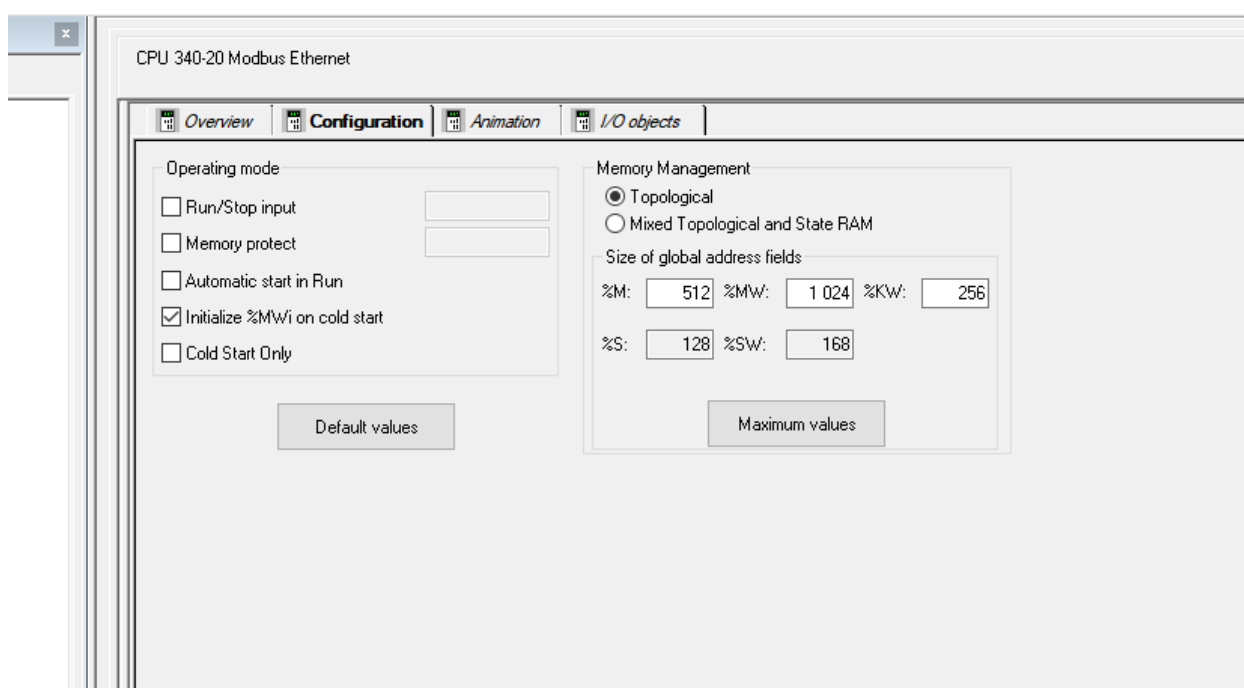 x
CPU 340-20 Modbus Ethernet
Overview Configuration Animation I/O objects
Operating mode
Run/Stop input
Memory protect
Automatic start in Run
Initialize %MWi on cold start
Cold Start Only
Default values
Memory Management
Topological
Mixed Topological and State RAM
Size of global address fields
%M: 512 %MW: 1 024 %KW: 256
%S: 128 %SW: 168
Maximum values